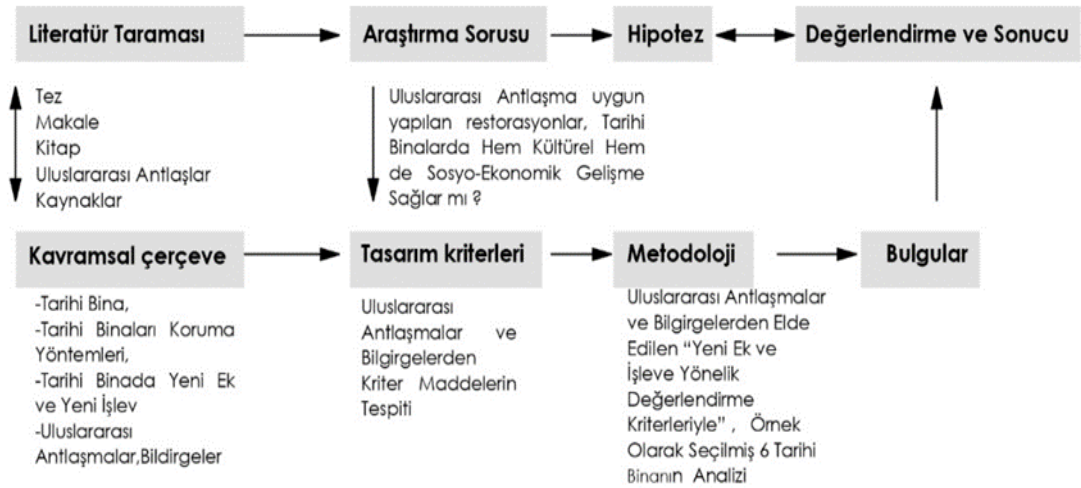 Literatür Taraması
Araştırma Sorusu
Hipotez
Değerlendirme ve Sonucu
Tez
Makale
Kitap
Uluslararası Antlaşlar
Kaynaklar
Uluslararası Antlaşma uygun
yapılan restorasyonlar, Tarihi
Binalarda Hem Kültürel Hem
de Sosyo-Ekonomik Gelişme
Sağlar mı ?
Kavramsal çerçeve
Tasarım kriterleri
Metodoloji
Bulgular
-Tarihi Bina,
-Tarihi Binaları Koruma
Yöntemleri,
-Tarihi Binada Yeni Ek
ve Yeni İşlev
-Uluslararası
Antlaşmalar,Bildirgeler
Uluslararası
Antlaşmalar ve
Bilgirgelerden
Kriter Maddelerin
Tespiti
Uluslararası Antlaşmalar
ve Bilgirgelerden Elde
Edilen "Yeni Ek ve
İşleve Yönelik
Değerlendirme
Kriterleriyle" , Örnek
Olarak Seçilmiş 6 Tarihi
Binanın Analizi